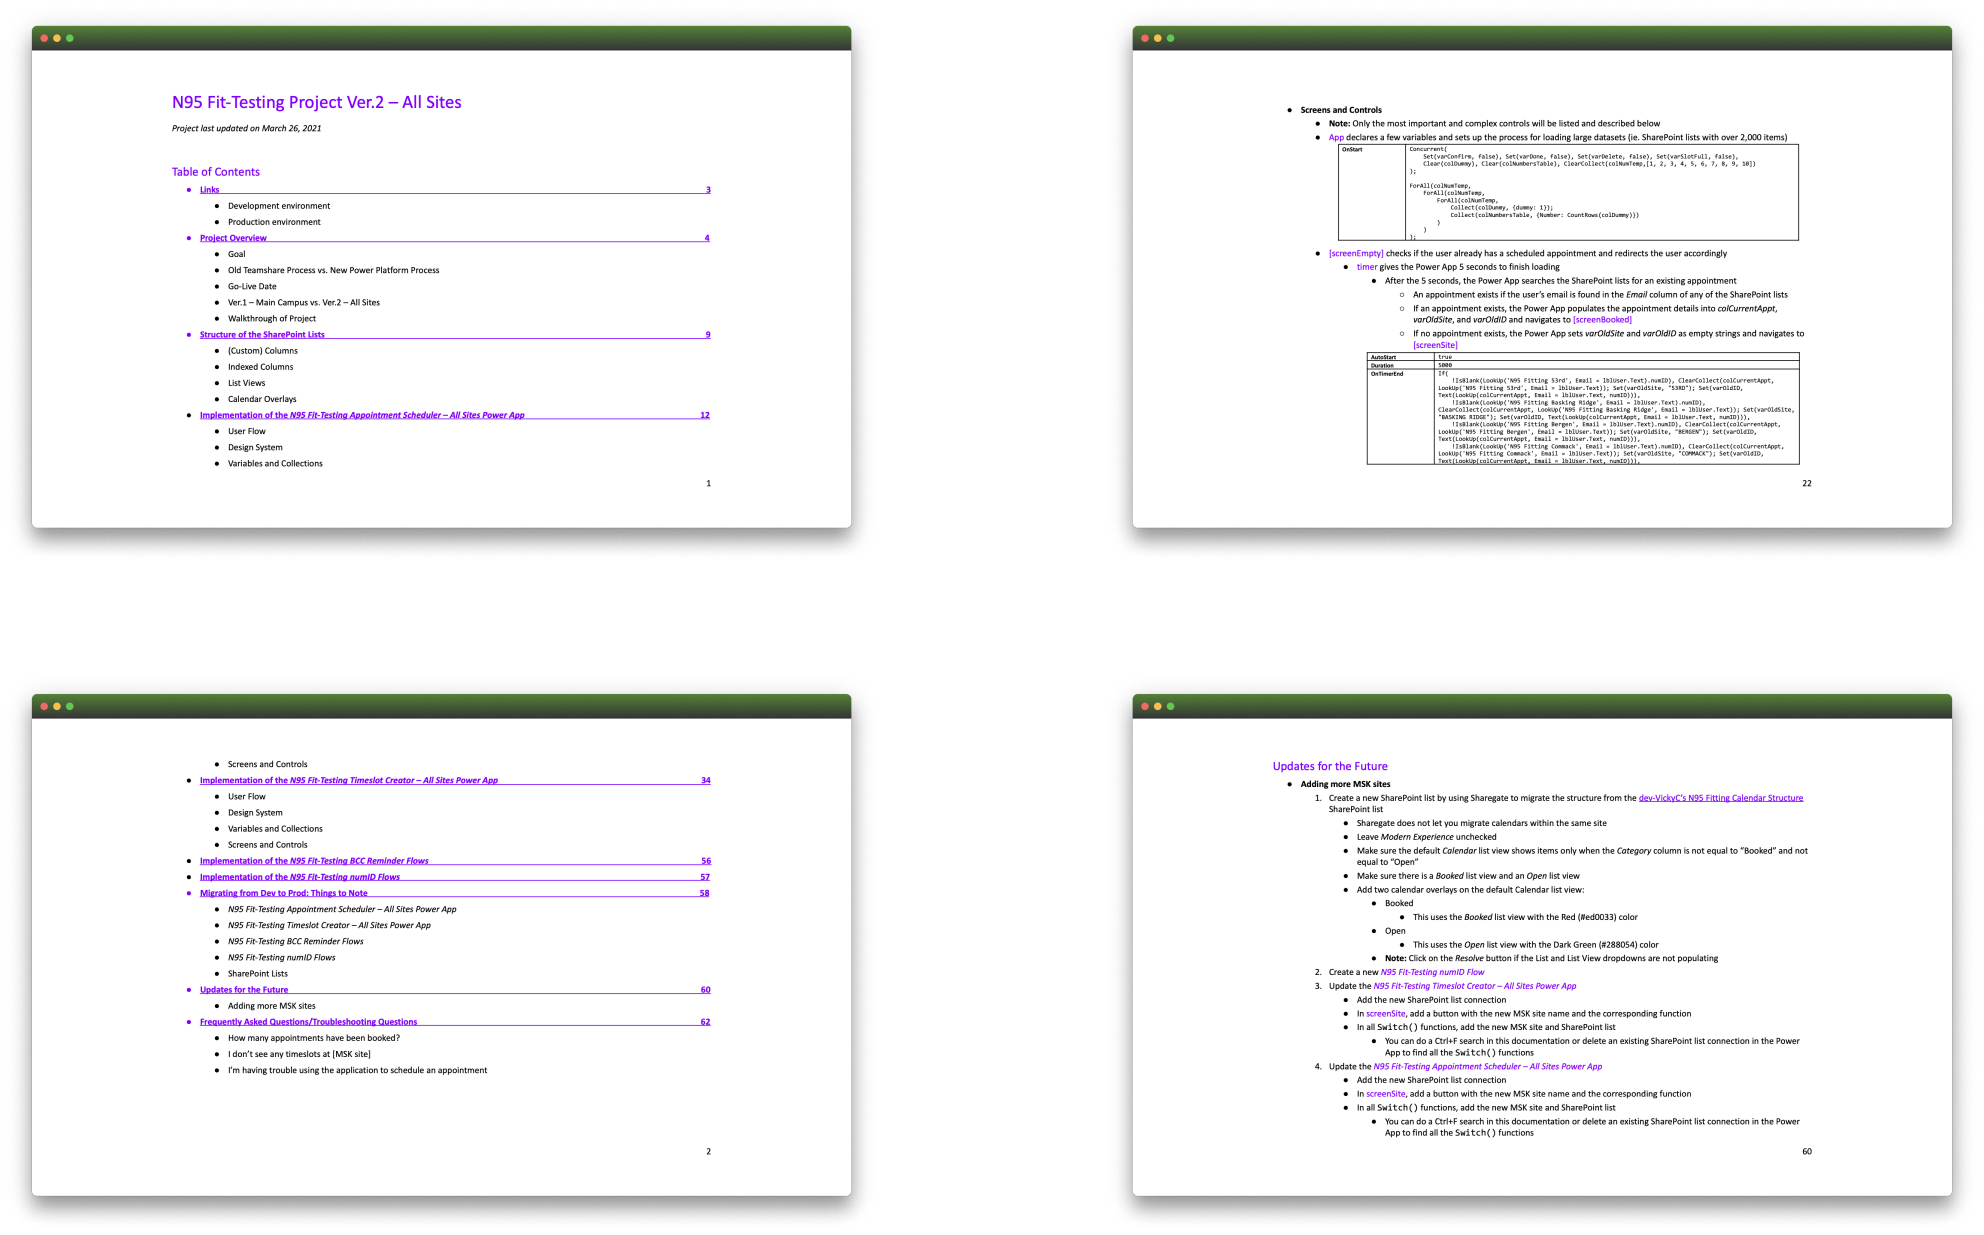 N95 Fit-Testing Project Ver.2 – All Sites
Project last updated on March 26, 2021
Table of Contents
● Links 3
● Development environment
● Production environment
● Project Overview 4
● Goal
● Old Teamshare Process vs. New Power Platform Process
● Go-Live Date
● Ver.1 – Main Campus vs. Ver.2 – All Sites
● Walkthrough of Project
● Structure of the SharePoint Lists 9
● (Custom) Columns
● Indexed Columns
● List Views
● Calendar Overlays
● Implementation of the N95 Fit-Testing Appointment Scheduler – All Sites Power App 12
● User Flow
● Design System
● Variables and Collections
1
● Screens and Controls
● Note: Only the most important and complex controls will be listed and described below
● App declares a few variables and sets up the process for loading large datasets (ie. SharePoint lists with over 2,000 items)
OnStart
Concurrent(
Set(varConfirm, false), Set(varDone, false), Set(varDelete, false), Set(varSlotFull, false),
Clear(colDummy), Clear(colNumbersTable), ClearCollect(colNumTemp,[1, 2, 3, 4, 5, 6, 7, 8, 9, 10])
);
ForAll(colNumTemp,
ForAll(colNumTemp,
ForAll(colNumTemp,
Collect(colDummy, {dummy: 1});
Collect(colNumbersTable, {Number: CountRows(colDummy)})
)
)
);
● [screenEmpty] checks if the user already has a scheduled appointment and redirects the user accordingly
● timer gives the Power App 5 seconds to finish loading
● After the 5 seconds, the Power App searches the SharePoint lists for an existing appointment
○ An appointment exists if the user's email is found in the Email column of any of the SharePoint lists
○ If an appointment exists, the Power App populates the appointment details into colCurrentAppt,
varOldSite, and varOldID and navigates to [screenBooked]
○ If no appointment exists, the Power App sets varOldSite and varOldID as empty strings and navigates to
[screenSite]
AutoStart true
Duration 5000
OnTimerEnd If(
!IsBlank(LookUp('N95 Fitting 53rd', Email = lblUser.Text).numID), ClearCollect(colCurrentAppt,
LookUp('N95 Fitting 53rd', Email = lblUser.Text)); Set(varOldSite, "53RD"); Set(varOldID,
Text(LookUp(colCurrentAppt, Email = lblUser.Text, numID))),
!IsBlank(LookUp('N95 Fitting Basking Ridge', Email = lblUser.Text).numID),
ClearCollect(colCurrentAppt, LookUp('N95 Fitting Basking Ridge', Email = lblUser.Text)); Set(varOldSite,
"BASKING RIDGE"); Set(varOldID, Text(LookUp(colCurrentAppt, Email = lblUser.Text, numID))),
!IsBlank(LookUp('N95 Fitting Bergen', Email = lblUser.Text).numID), ClearCollect(colCurrentAppt,
LookUp('N95 Fitting Bergen', Email = lblUser.Text)); Set(varOldSite, "BERGEN"); Set(varOldID,
Text(LookUp(colCurrentAppt, Email = lblUser.Text, numID))),
!IsBlank(LookUp('N95 Fitting Commack', Email = lblUser.Text).numID), ClearCollect(colCurrentAppt,
LookUp('N95 Fitting Commack', Email = lblUser.Text)); Set(varOldSite, "COMMACK"); Set(varOldID,
Text(LookUp(colCurrentAppt, Email = lblUser.Text, numID))),
22
● Screens and Controls
● Implementation of the N95 Fit-Testing Timeslot Creator – All Sites Power App 34
● User Flow
● Design System
● Variables and Collections
● Screens and Controls
● Implementation of the N95 Fit-Testing BCC Reminder Flows 56
● Implementation of the N95 Fit-Testing numID Flows 57
● Migrating from Dev to Prod: Things to Note 58
● N95 Fit-Testing Appointment Scheduler – All Sites Power App
● N95 Fit-Testing Timeslot Creator – All Sites Power App
● N95 Fit-Testing BCC Reminder Flows
● N95 Fit-Testing numID Flows
● SharePoint Lists
● Updates for the Future 60
● Adding more MSK sites
● Frequently Asked Questions/Troubleshooting Questions 62
● How many appointments have been booked?
● I don't see any timeslots at [MSK site]
● I'm having trouble using the application to schedule an appointment
2
Updates for the Future
● Adding more MSK sites
1. Create a new SharePoint list by using Sharegate to migrate the structure from the dev-VickyC's N95 Fitting Calendar Structure
SharePoint list
● Sharegate does not let you migrate calendars within the same site
● Leave Modern Experience unchecked
● Make sure the default Calendar list view shows items only when the Category column is not equal to “Booked” and not
equal to “Open”
● Make sure there is a Booked list view and an Open list view
● Add two calendar overlays on the default Calendar list view:
● Booked
● This uses the Booked list view with the Red (#ed0033) color
● Open
● This uses the Open list view with the Dark Green (#288054) color
● Note: Click on the Resolve button if the List and List View dropdowns are not populating
2. Create a new N95 Fit-Testing numID Flow
3. Update the N95 Fit-Testing Timeslot Creator – All Sites Power App
● Add the new SharePoint list connection
● In screenSite, add a button with the new MSK site name and the corresponding function
● In all Switch() functions, add the new MSK site and SharePoint list
● You can do a Ctrl+F search in this documentation or delete an existing SharePoint list connection in the Power
App to find all the Switch() functions
4. Update the N95 Fit-Testing Appointment Scheduler – All Sites Power App
● Add the new SharePoint list connection
● In screenSite, add a button with the new MSK site name and the corresponding function
● In all Switch() functions, add the new MSK site and SharePoint list
● You can do a Ctrl+F search in this documentation or delete an existing SharePoint list connection in the Power
App to find all the Switch() functions
60